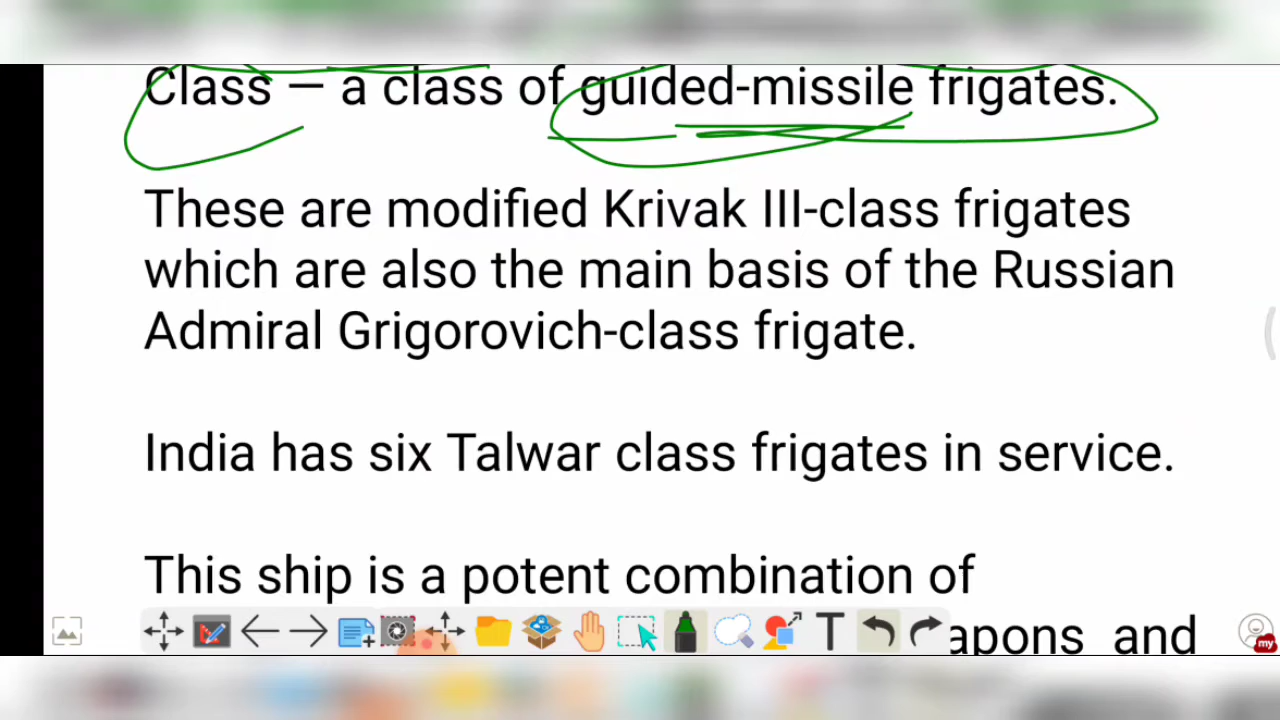 Class — a class of guided-missile frigates.
These are modified Krivak III-class frigates
which are also the main basis of the Russian
Admiral Grigorovich-class frigate.
India has six Talwar class frigates in service.
This ship is a potent combination of
apons and
T
my